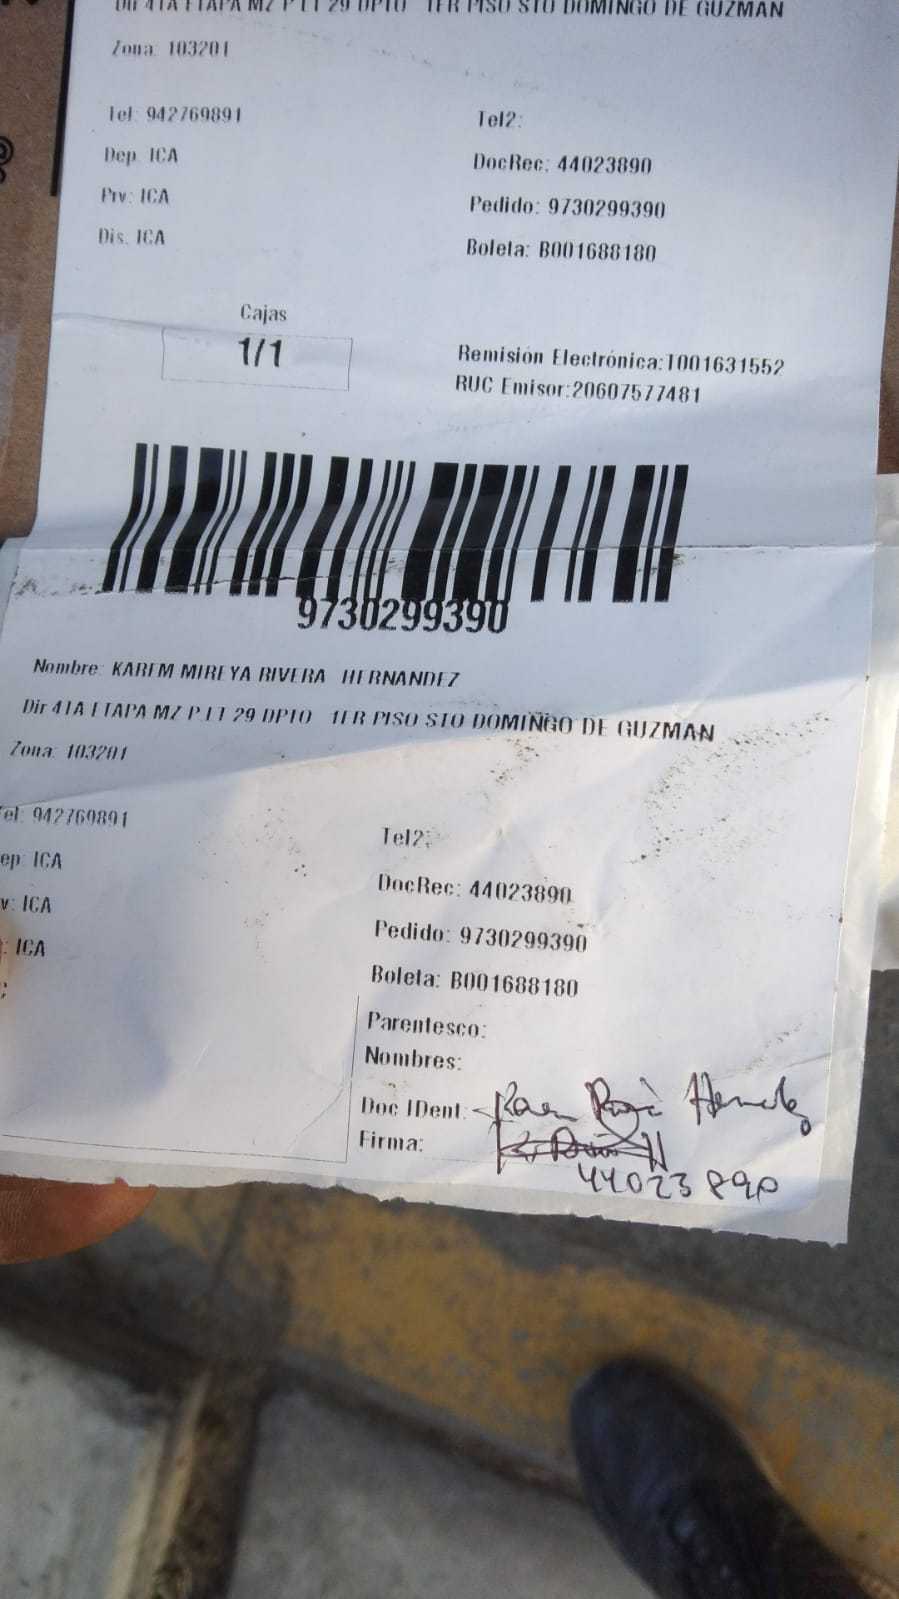 Dir 41A ETAPA MZ P LT 29 DPTO 1ER PISO STO DOMINGO DE GUZMAN
Zona: 103201
Tel: 942769891
Tel2:
Dep. ICA
DocRec: 44023890
Prv: ICA
Pedido: 9730299390
Dis. ICA
Boleta: B001688180
Cajas
1/1
Remisión Electrónica:T001631552
RUC Emisor:20607577481
9730299390
Nombre: KAREM MIREYA RIVERA HERNANDEZ
Dir 41A ETAPA MZ P LT 29 DPTO 1ER PISO STO DOMINGO DE GUZMAN
Zona: 103201
Tel: 942769891
Tel2:
ep: ICA
DocRec: 44023890
v: ICA
Pedido: 9730299390
: ICA
Boleta: B001688180
Parentesco:
Nombres:
Doc IDent:
Firma:
44023890